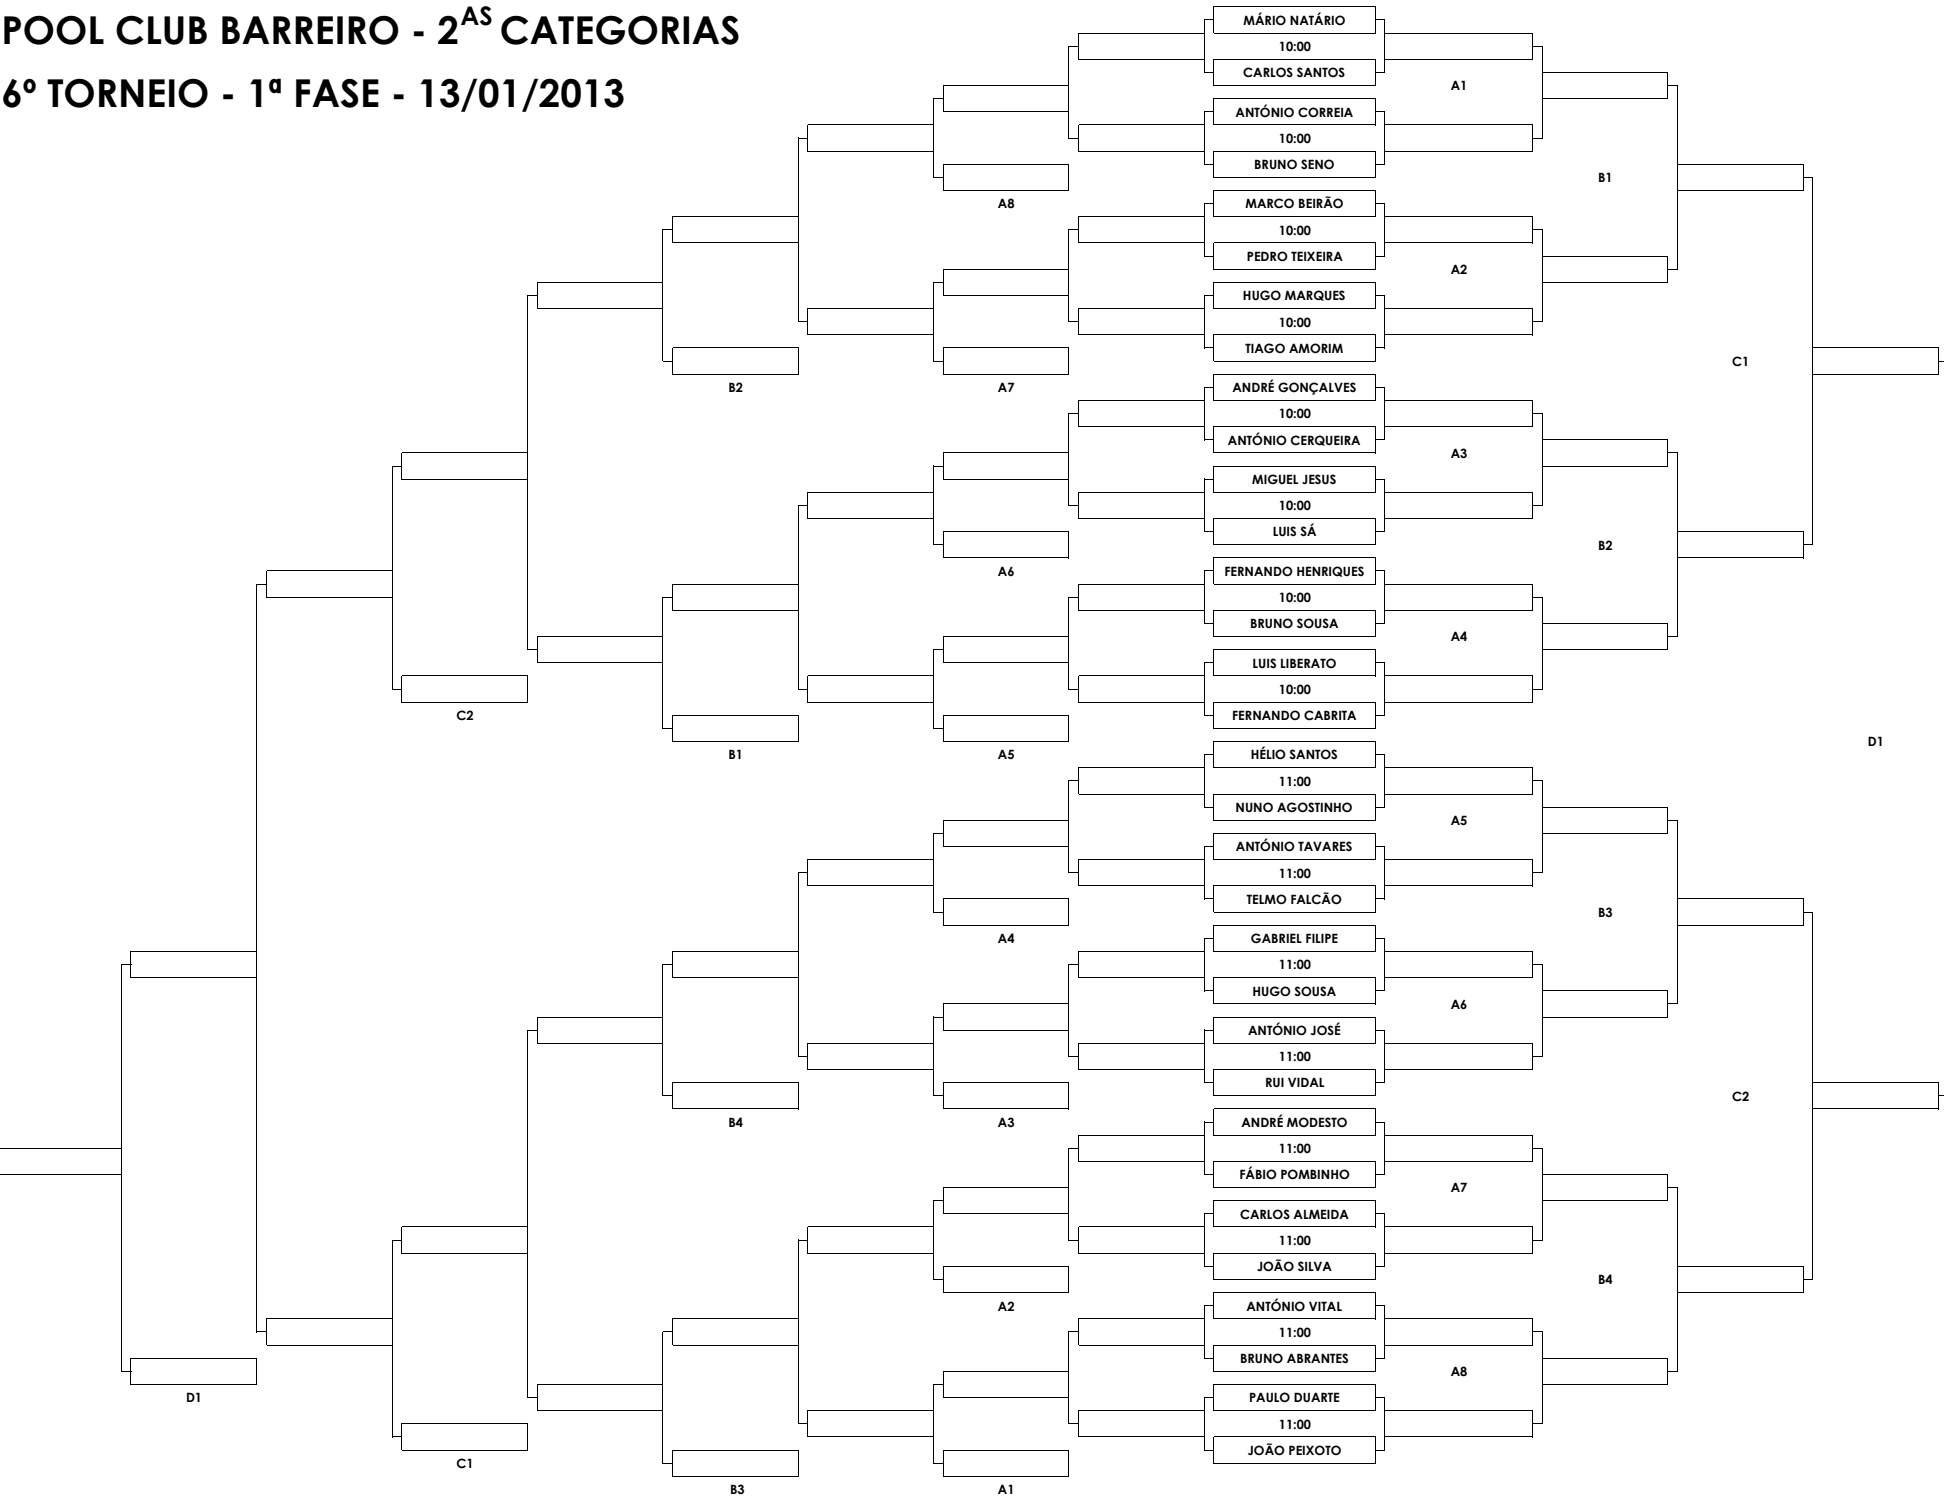 POOL CLUB BARREIRO - 2AS CATEGORIAS
6º TORNEIO - 1ª FASE - 13/01/2013
MÁRIO NATÁRIO
10:00
CARLOS SANTOS
A1
ANTÓNIO CORREIA
10:00
BRUNO SENO
A8
B1
MARCO BEIRÃO
10:00
PEDRO TEIXEIRA
A2
HUGO MARQUES
10:00
TIAGO AMORIM
B2
A7
C1
ANDRÉ GONÇALVES
10:00
ANTÓNIO CERQUEIRA
A3
MIGUEL JESUS
10:00
LUIS SÁ
A6
B2
FERNANDO HENRIQUES
10:00
BRUNO SOUSA
A4
LUIS LIBERATO
10:00
FERNANDO CABRITA
C2
B1
A5
D1
HÉLIO SANTOS
11:00
NUNO AGOSTINHO
A5
ANTÓNIO TAVARES
11:00
TELMO FALCÃO
A4
B3
GABRIEL FILIPE
11:00
HUGO SOUSA
A6
ANTÓNIO JOSÉ
11:00
RUI VIDAL
B4
A3
C2
ANDRÉ MODESTO
11:00
FÁBIO POMBINHO
A7
CARLOS ALMEIDA
11:00
JOÃO SILVA
A2
B4
ANTÓNIO VITAL
11:00
BRUNO ABRANTES
A8
D1
PAULO DUARTE
11:00
JOÃO PEIXOTO
C1
B3
A1